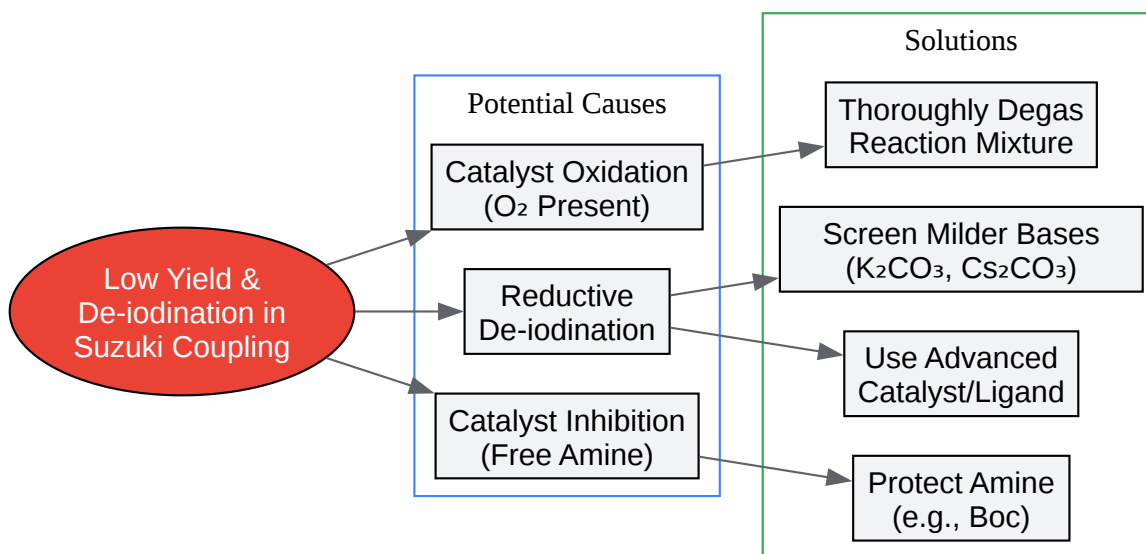 Low Yield &
De-iodination in
Suzuki Coupling
Potential Causes
Catalyst Oxidation
(O₂ Present)
Reductive
De-iodination
Catalyst Inhibition
(Free Amine)
Solutions
Thoroughly Degas
Reaction Mixture
Screen Milder Bases
(K₂CO₃, Cs₂CO₃)
Use Advanced
Catalyst/Ligand
Protect Amine
(e.g., Boc)